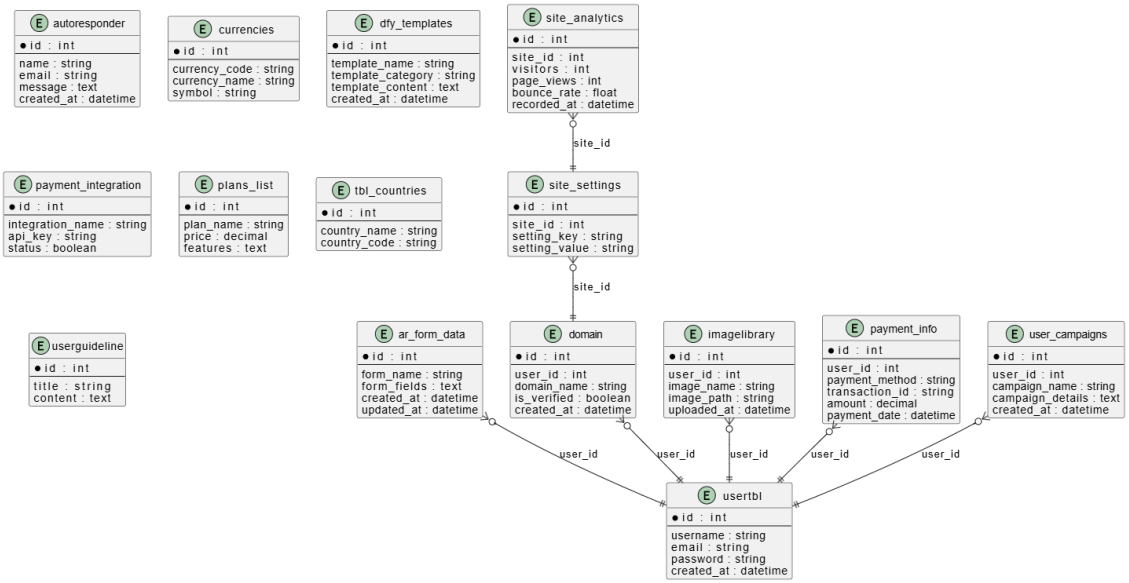 E autoresponder
id : int
name : string
email : string
message : text
created_at : datetime
E currencies
id : int
currency_code : string
currency_name : string
symbol : string
E dfy_templates
id : int
template_name : string
template_category : string
template_content : text
created_at : datetime
E site_analytics
id : int
site_id : int
visitors : int
page_views : int
bounce_rate : float
recorded_at : datetime
site_id
E payment_integration
id : int
integration_name : string
api_key : string
status : boolean
E plans_list
id : int
plan_name : string
price : decimal
features : text
E tbl_countries
id : int
country_name : string
country_code : string
E site_settings
id : int
site_id : int
setting_key : string
setting_value : string
site_id
E userguideline
id : int
title : string
content : text
E ar_form_data
id : int
form_name : string
form_fields : text
created_at : datetime
updated_at : datetime
E domain
id : int
user_id : int
domain_name : string
is_verified : boolean
created_at : datetime
E imagelibrary
id : int
user_id : int
image_name : string
image_path : string
uploaded_at : datetime
E payment_info
id : int
user_id : int
payment_method : string
transaction_id : string
amount : decimal
payment_date : datetime
E user_campaigns
id : int
user_id : int
campaign_name : string
campaign_details : text
created_at : datetime
user_id
user_id
user_id
user_id
user_id
E usertbl
id : int
username : string
email : string
password : string
created_at : datetime